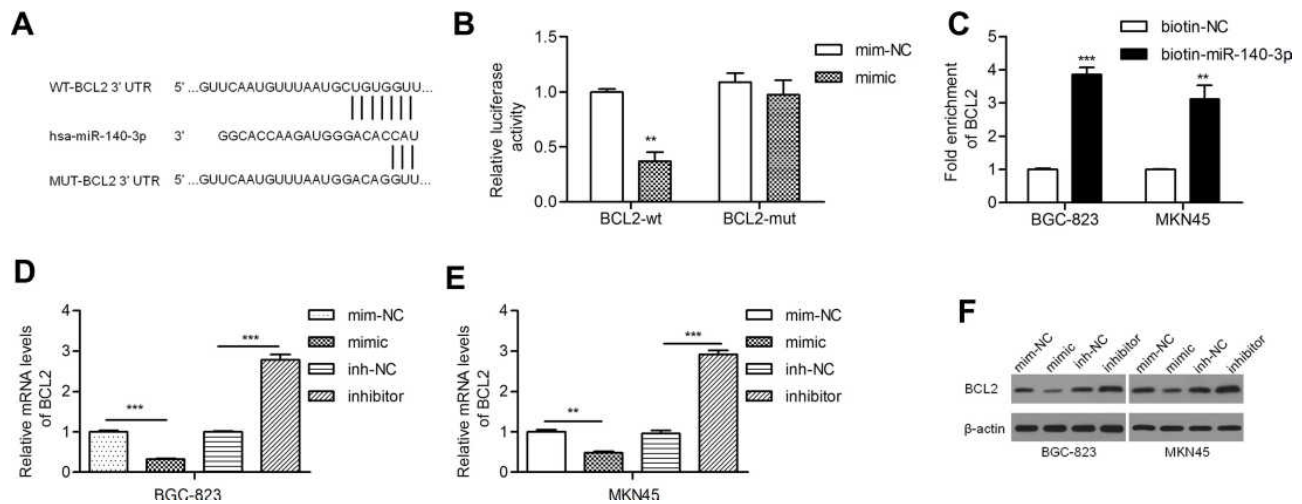 A
WT-BCL2 3' UTR 5' ...GUUCAAUGUUUAAUGCUGUGGUU...
hsa-miR-140-3p 3' GGCACCAAGAUGGGACACCAU
MUT-BCL2 3' UTR 5' ...GUUCAAUGUUUAAUGGACAGGUU...
B
Relative luciferase
activity
1.5
1.0
0.5
0.0
mim-NC
mimic
**
BCL2-wt BCL2-mut
C
Fold enrichment
of BCL2
5
4
3
2
1
0
biotin-NC
biotin-miR-140-3p
***
**
BGC-823 MKN45
D
Relative mRNA levels
of BCL2
4
3
2
1
0
***
***
mim-NC
mimic
inh-NC
inhibitor
BGC-823
E
Relative mRNA levels
of BCL2
4
3
2
1
0
**
***
mim-NC
mimic
inh-NC
inhibitor
MKN45
F
mim-NC mimic inh-NC inhibitor mim-NC mimic inh-NC inhibitor
BCL2
β-actin
BGC-823 MKN45